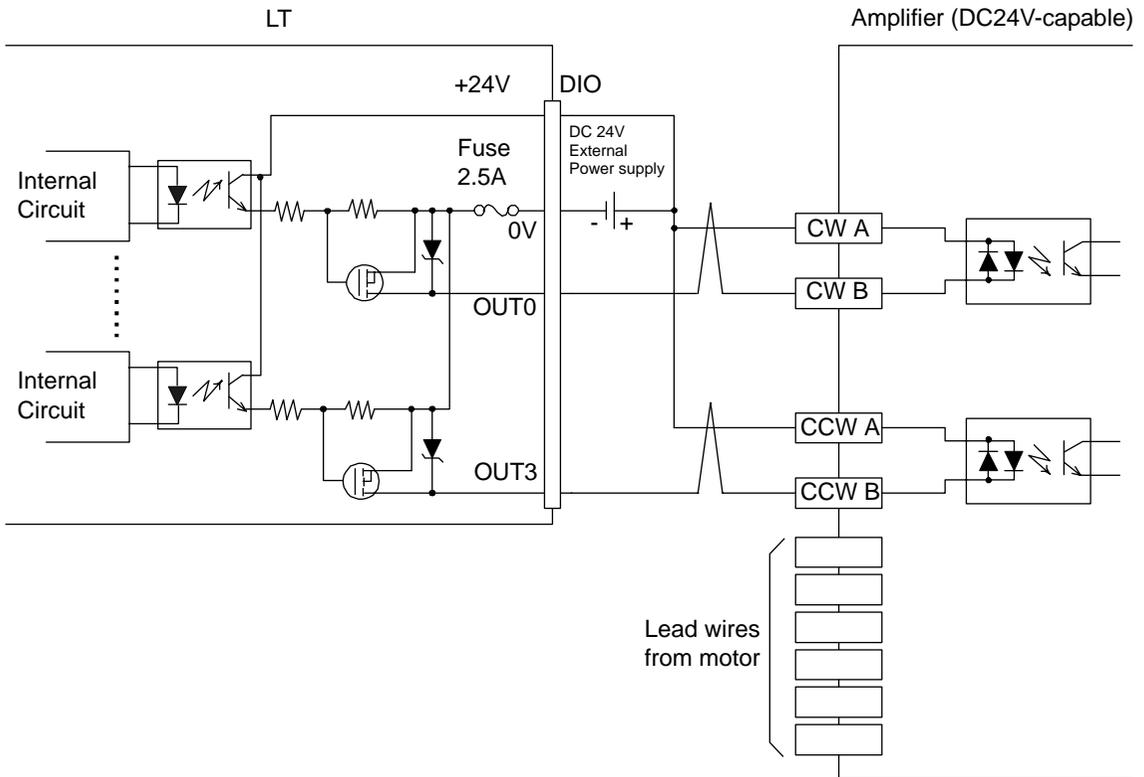 LT
Amplifier (DC24V-capable)
+24V
DIO
DC 24V
External
Power supply
Fuse
2.5A
Internal
Circuit
0V
- +
CW A
CW B
OUT0
Internal
Circuit
CCW A
OUT3
CCW B
Lead wires
from motor